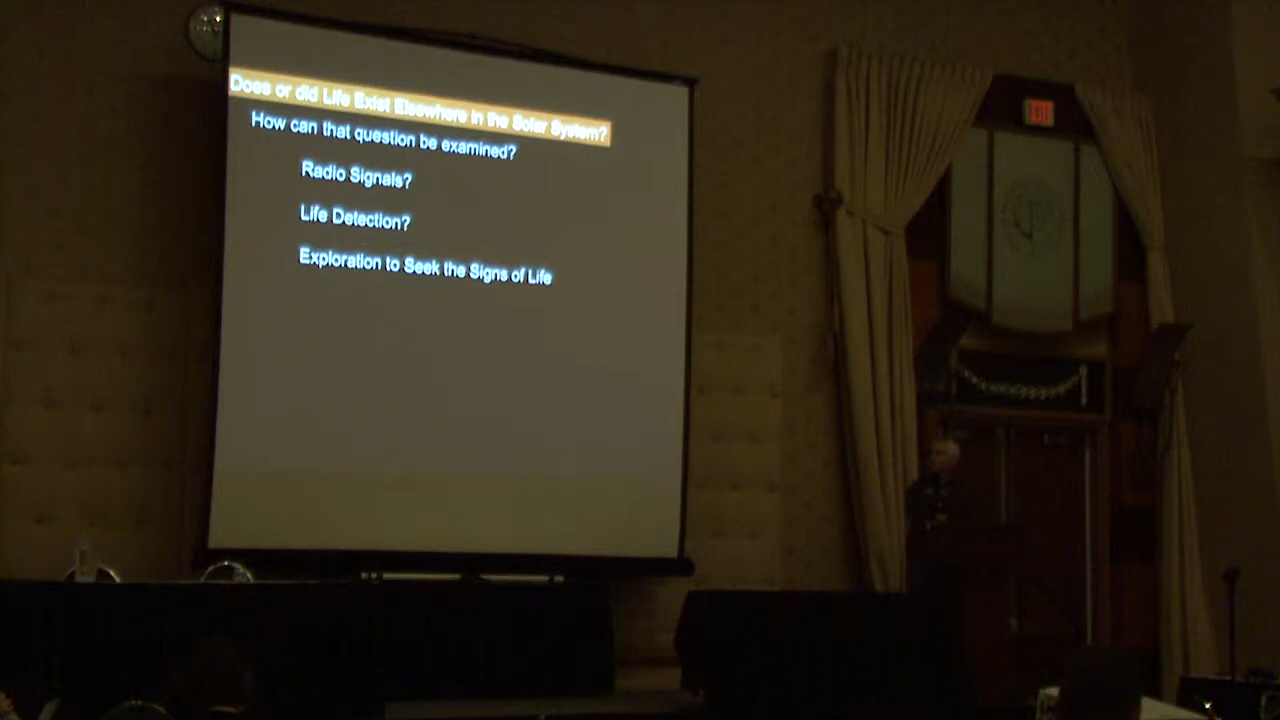 Does or did Life Exist Elsewhere in the Solar System?
How can that question be examined?
Radio Signals?
Life Detection?
Exploration to Seek the Signs of Life
EXIT